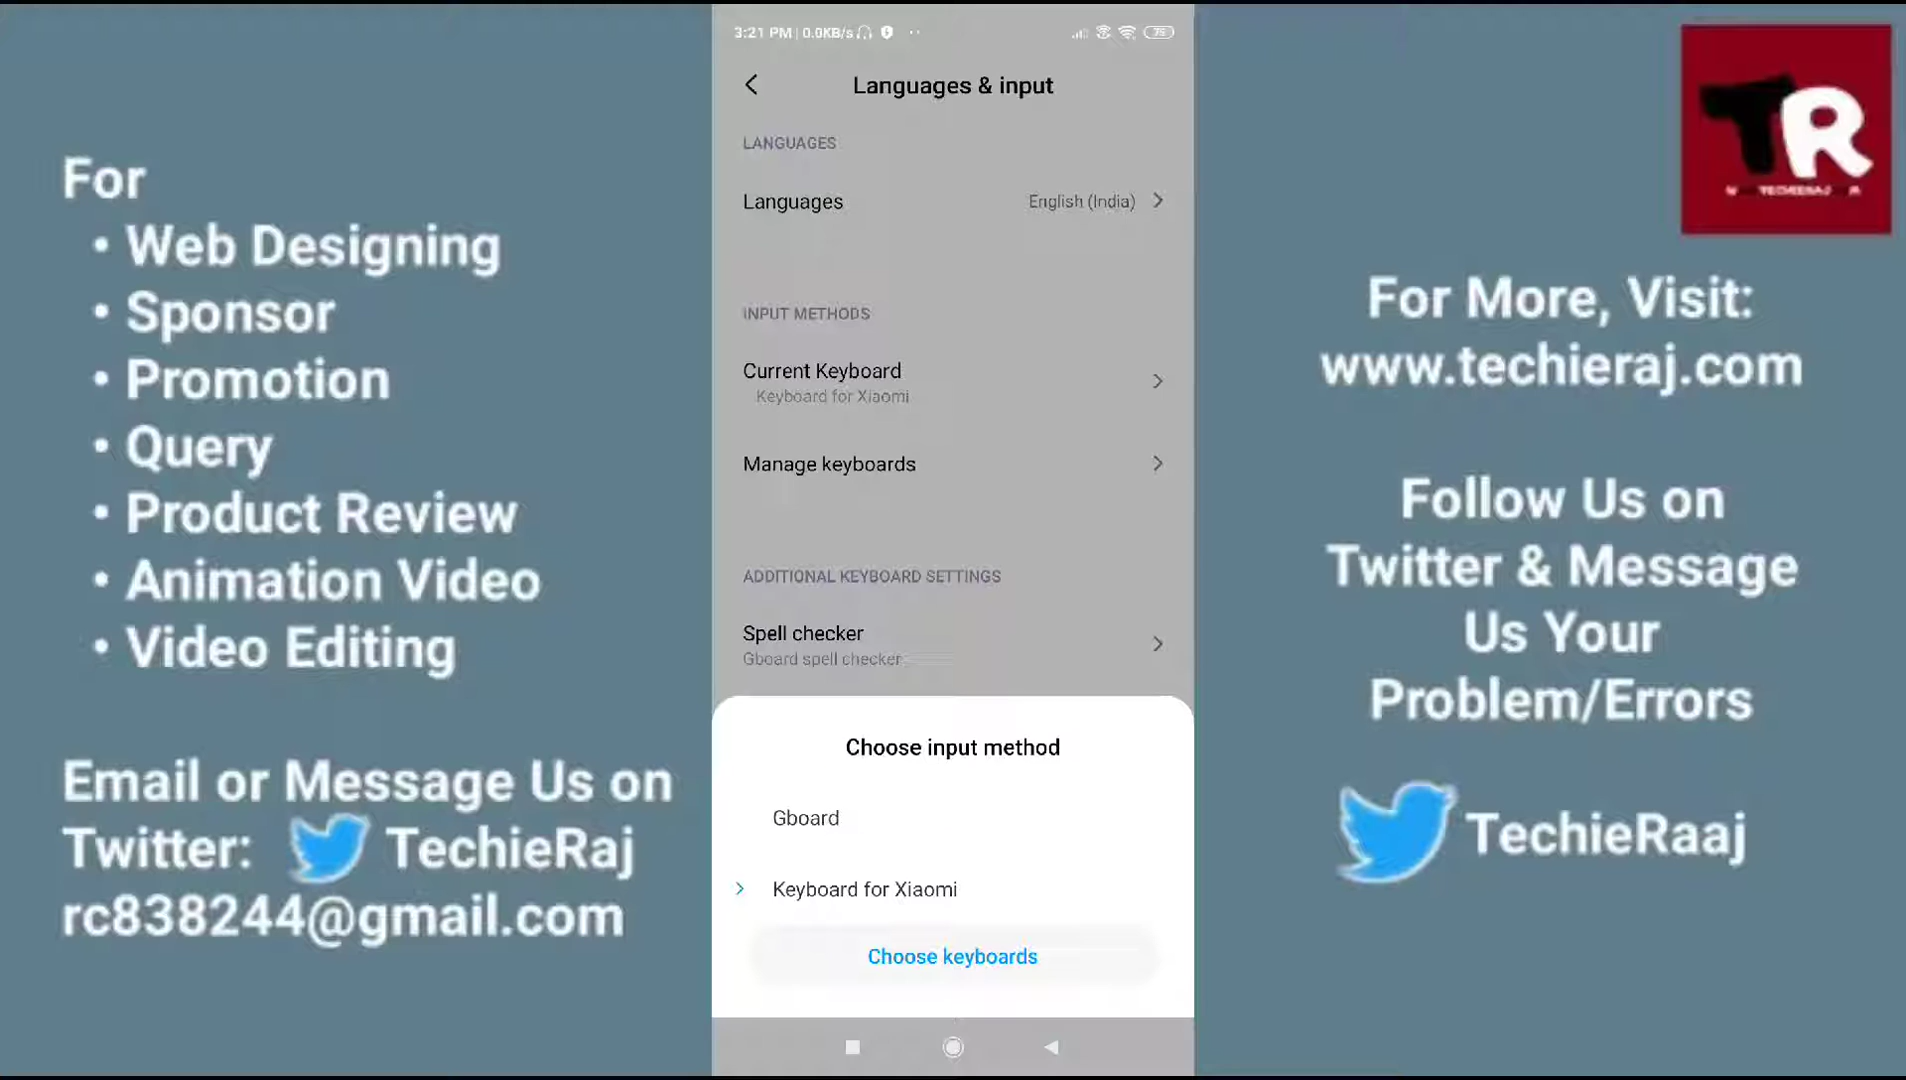 For
• Web Designing
• Sponsor
• Promotion
• Query
• Product Review
• Animation Video
• Video Editing
Email or Message Us on
Twitter: TechieRaj
rc838244@gmail.com
3:21 PM | 0.0KB/s
75
Languages & input
LANGUAGES
Languages English (India)
INPUT METHODS
Current Keyboard
Keyboard for Xiaomi
Manage keyboards
ADDITIONAL KEYBOARD SETTINGS
Spell checker
Gboard spell checker
Choose input method
Gboard
Keyboard for Xiaomi
Choose keyboards
TR
For More, Visit:
www.techieraj.com
Follow Us on
Twitter & Message
Us Your
Problem/Errors
TechieRaaj